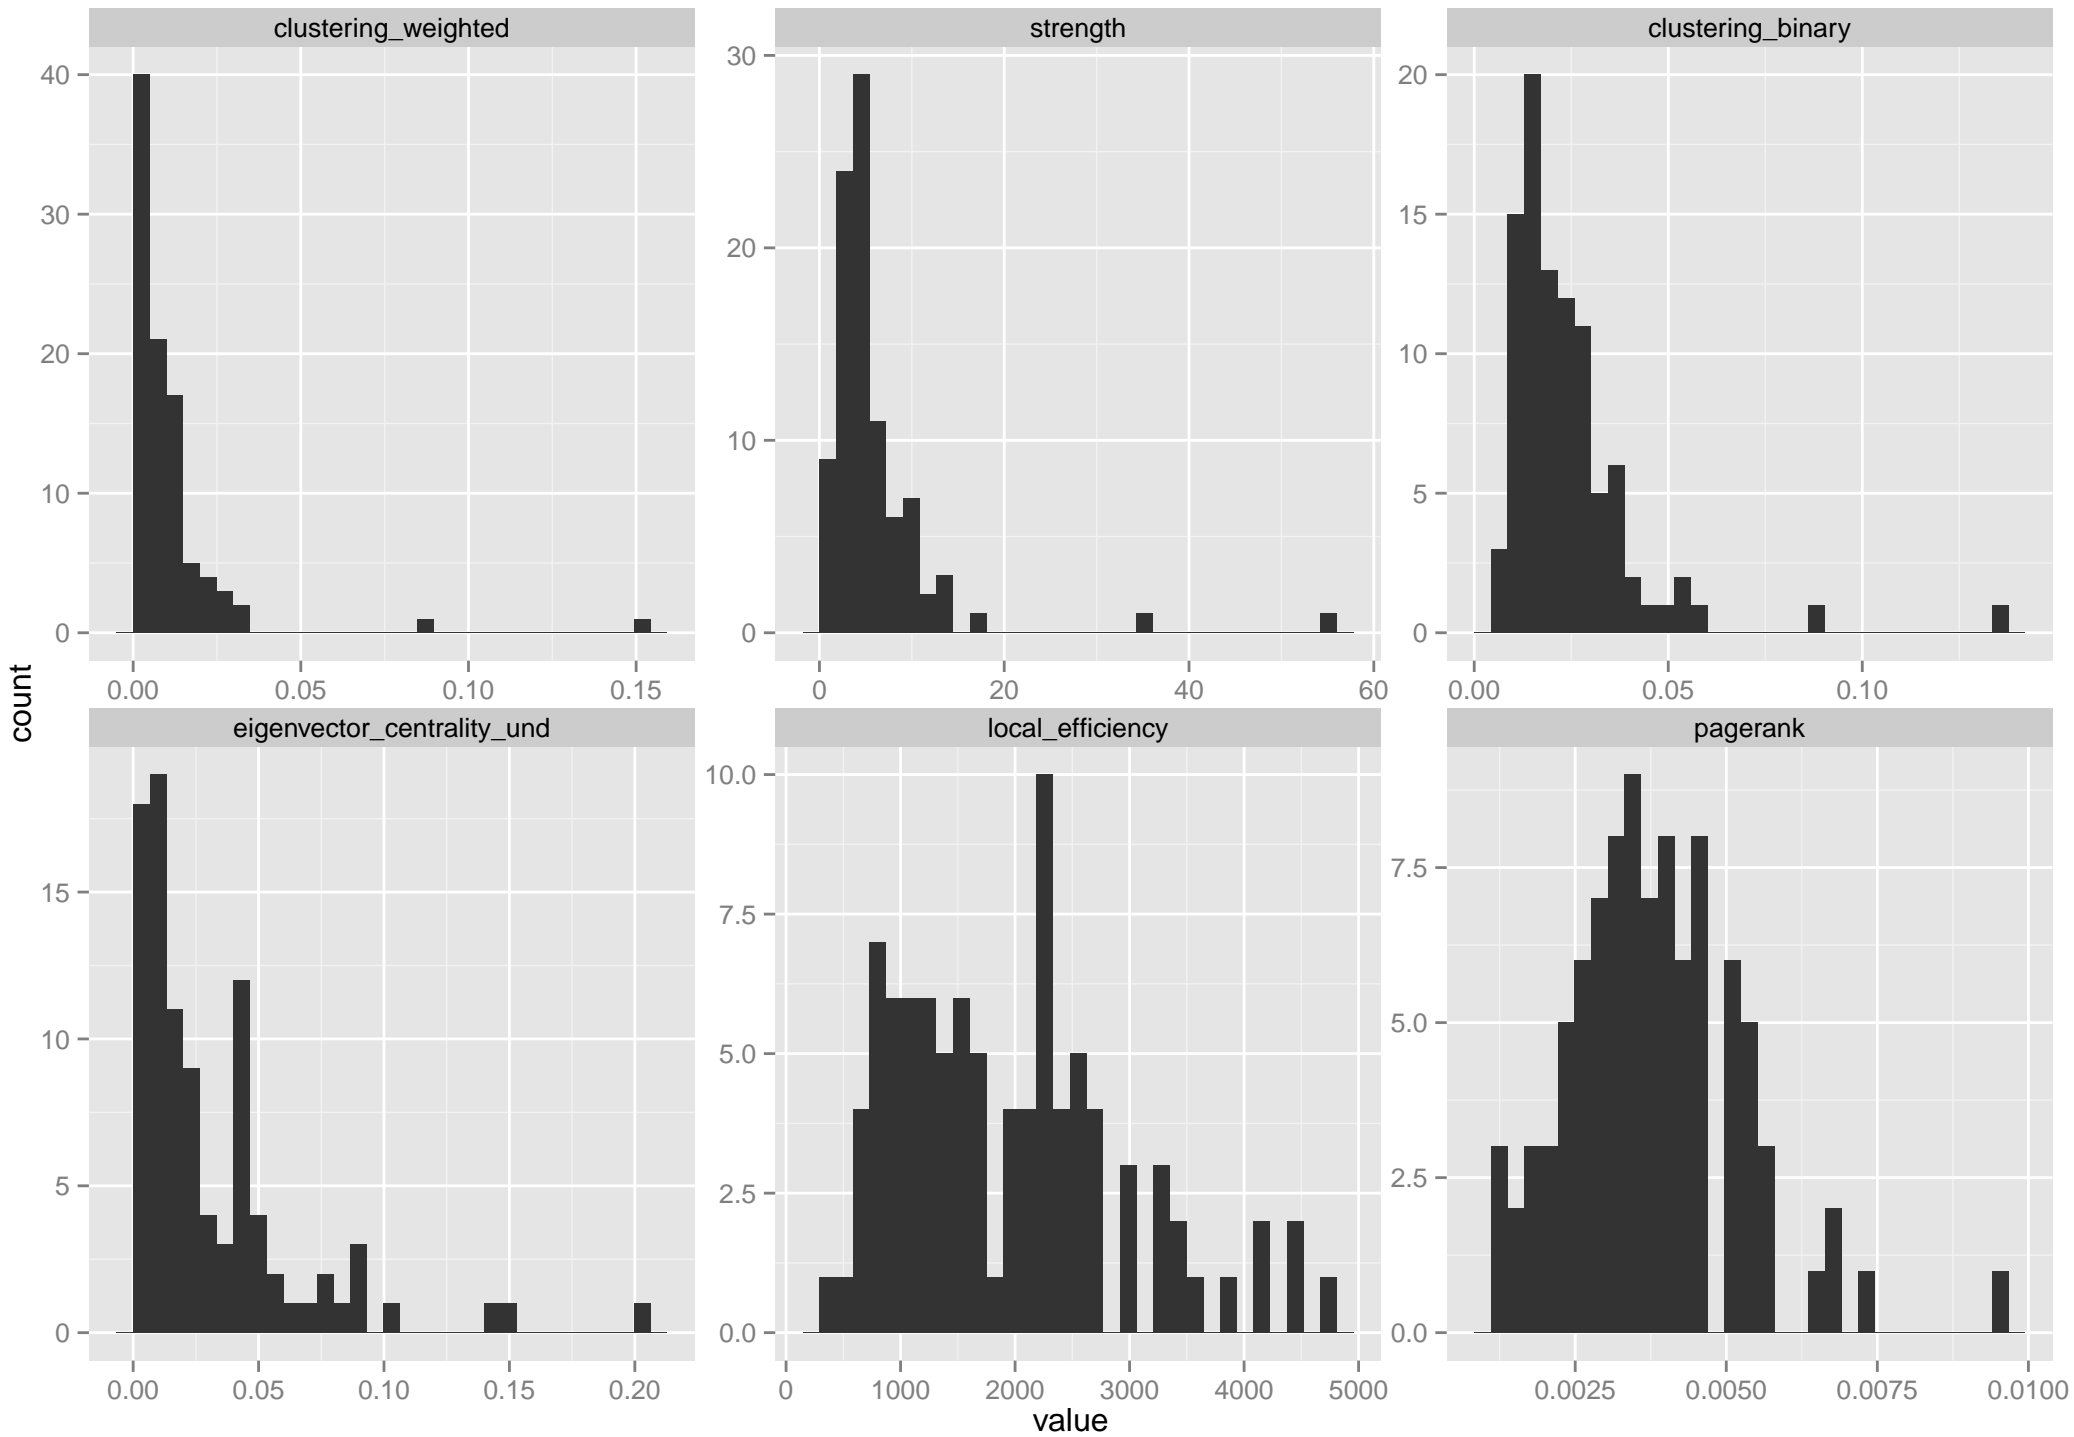 clustering_weighted
strength
clustering_binary
40
30
20
10
0
0.00 0.05 0.10 0.15
30
20
10
0
0 20 40 60
20
15
10
5
0
0.00 0.05 0.10
count
eigenvector_centrality_und
local_efficiency
pagerank
15
10
5
0
0.00 0.05 0.10 0.15 0.20
10.0
7.5
5.0
2.5
0.0
0 1000 2000 3000 4000 5000
7.5
5.0
2.5
0.0
0.0025 0.0050 0.0075 0.0100
value